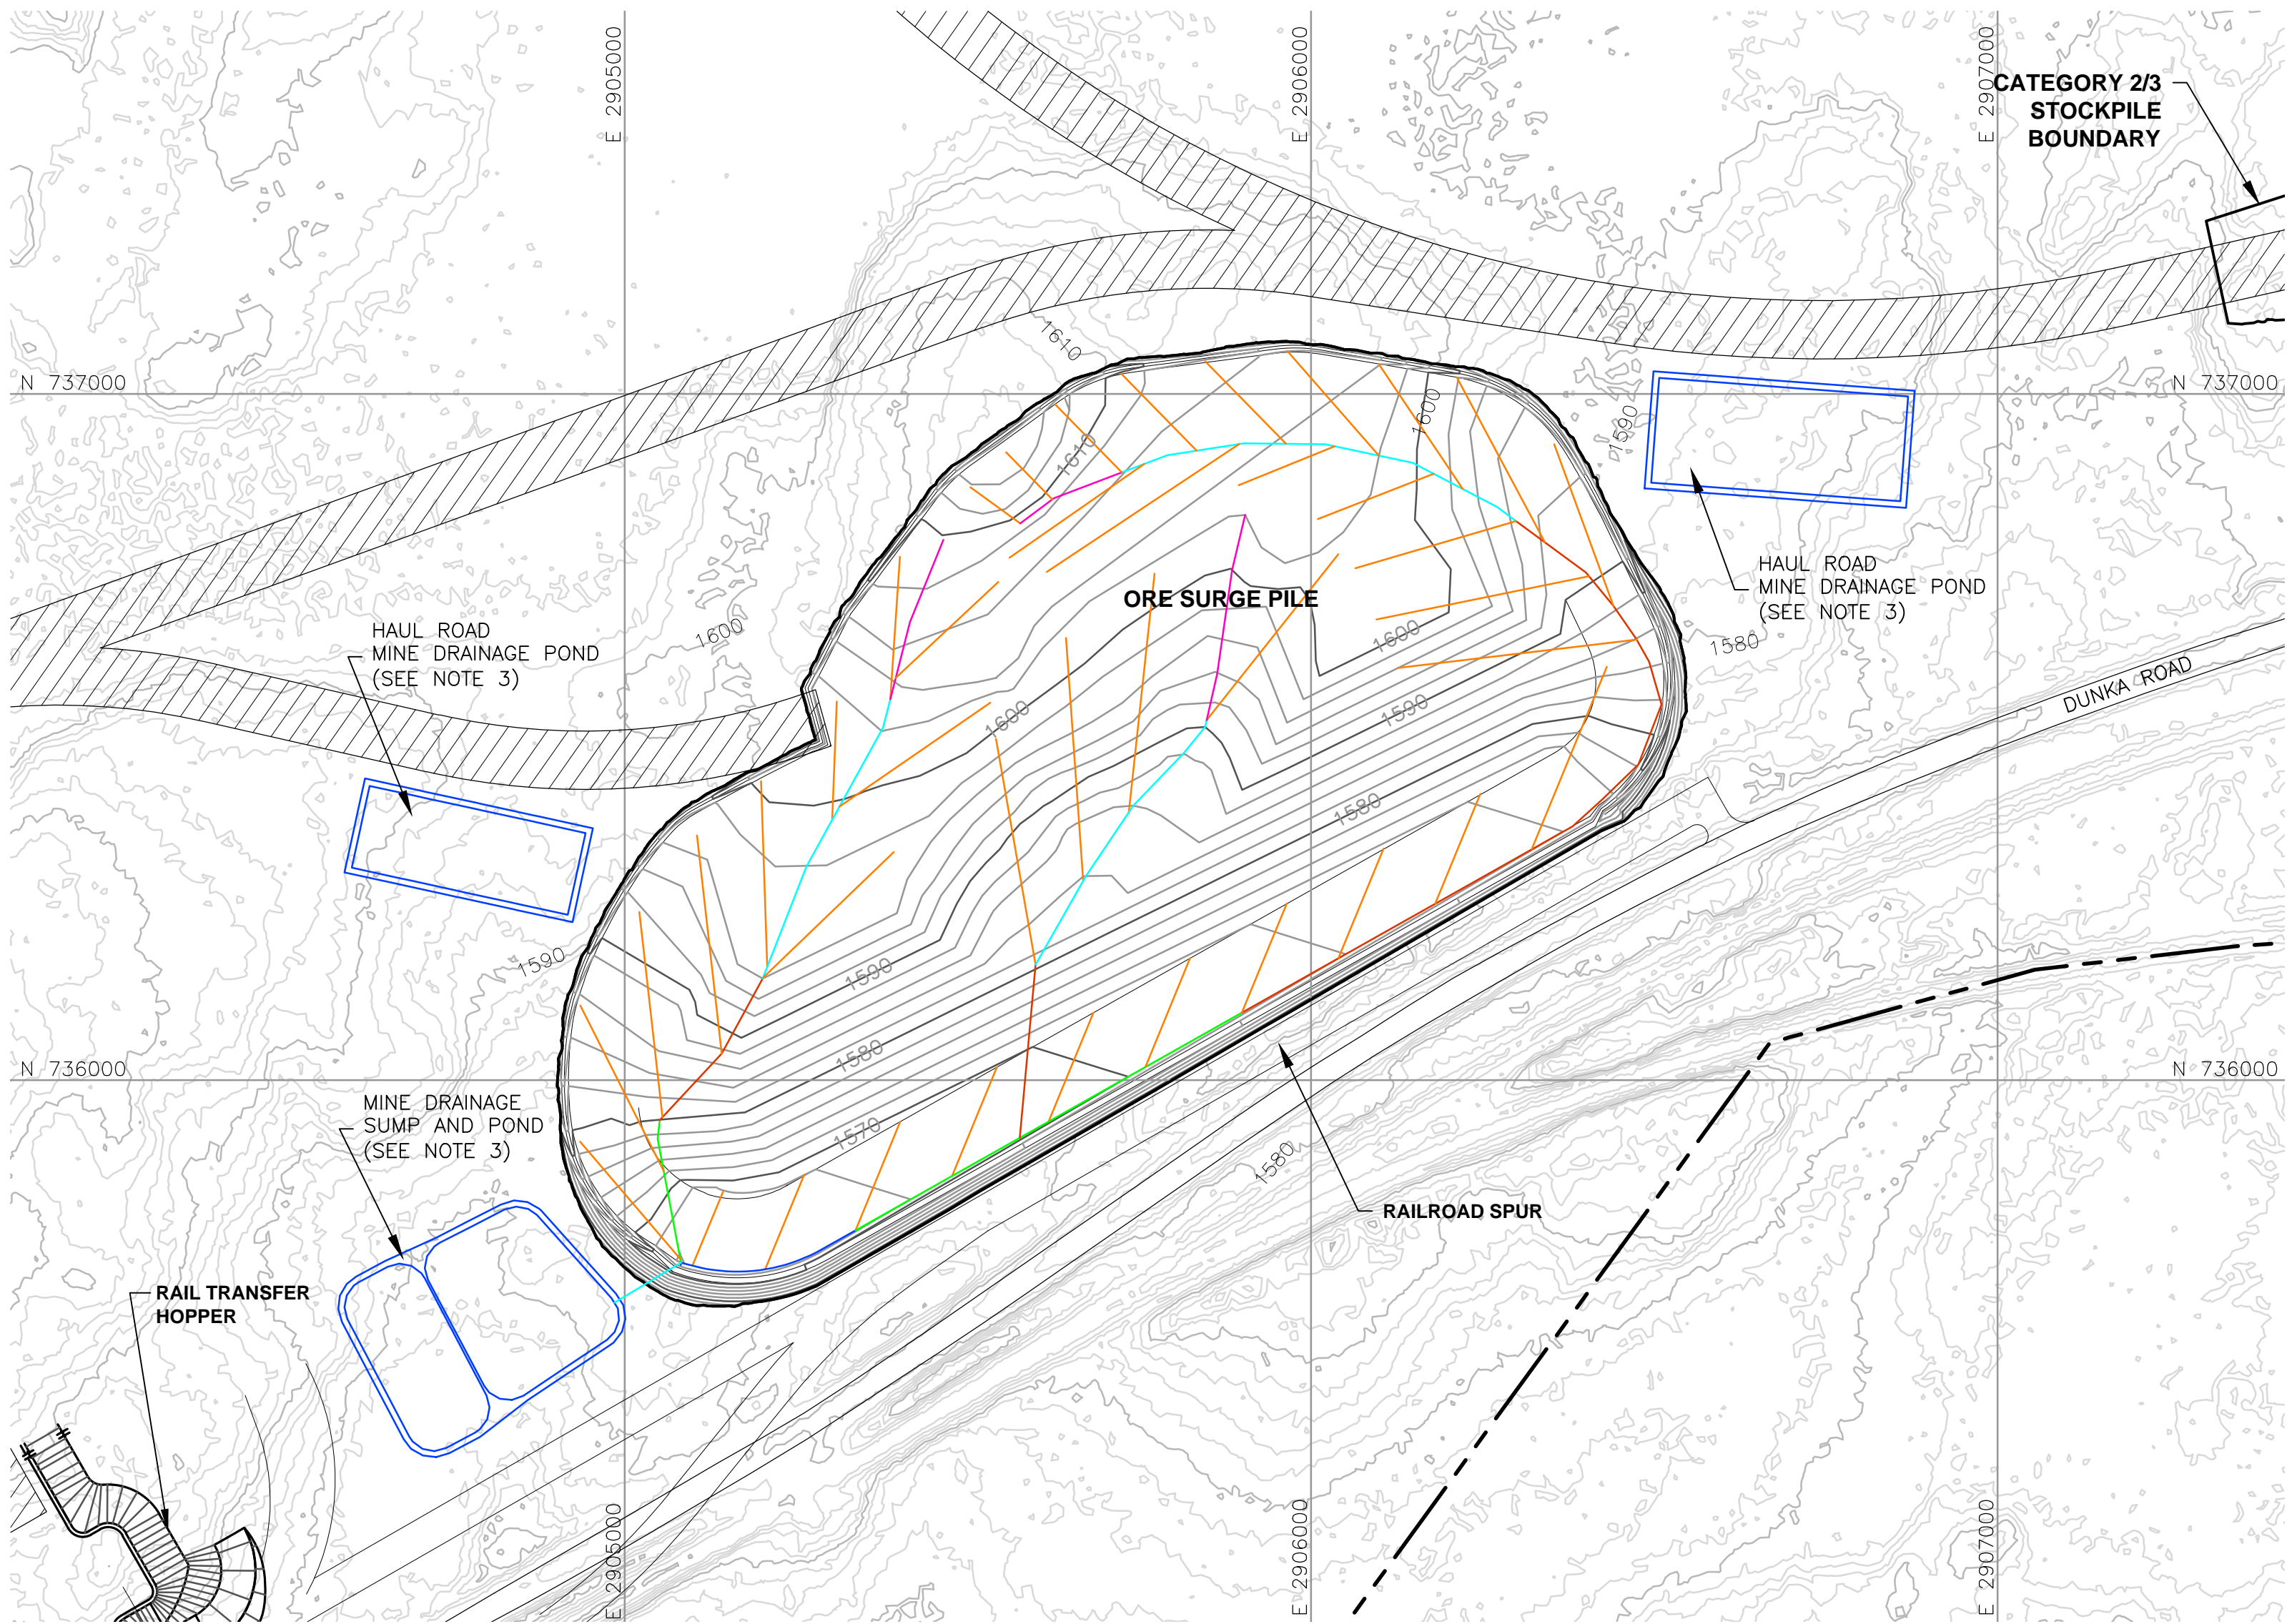 E 2905000
E 2906000
E 2907000
CATEGORY 2/3
STOCKPILE
BOUNDARY
1610
N 737000
N 737000
1600
1590
1610
HAUL ROAD
MINE DRAINAGE POND
(SEE NOTE 3)
ORE SURGE PILE
HAUL ROAD
MINE DRAINAGE POND
(SEE NOTE 3)
1600
1600
1580
DUNKA ROAD
1600
1590
1580
1590
1590
1580
N 736000
N 736000
MINE DRAINAGE
SUMP AND POND
(SEE NOTE 3)
1570
1580
RAILROAD SPUR
RAIL TRANSFER
HOPPER
E 2905000
E 2906000
E 2907000